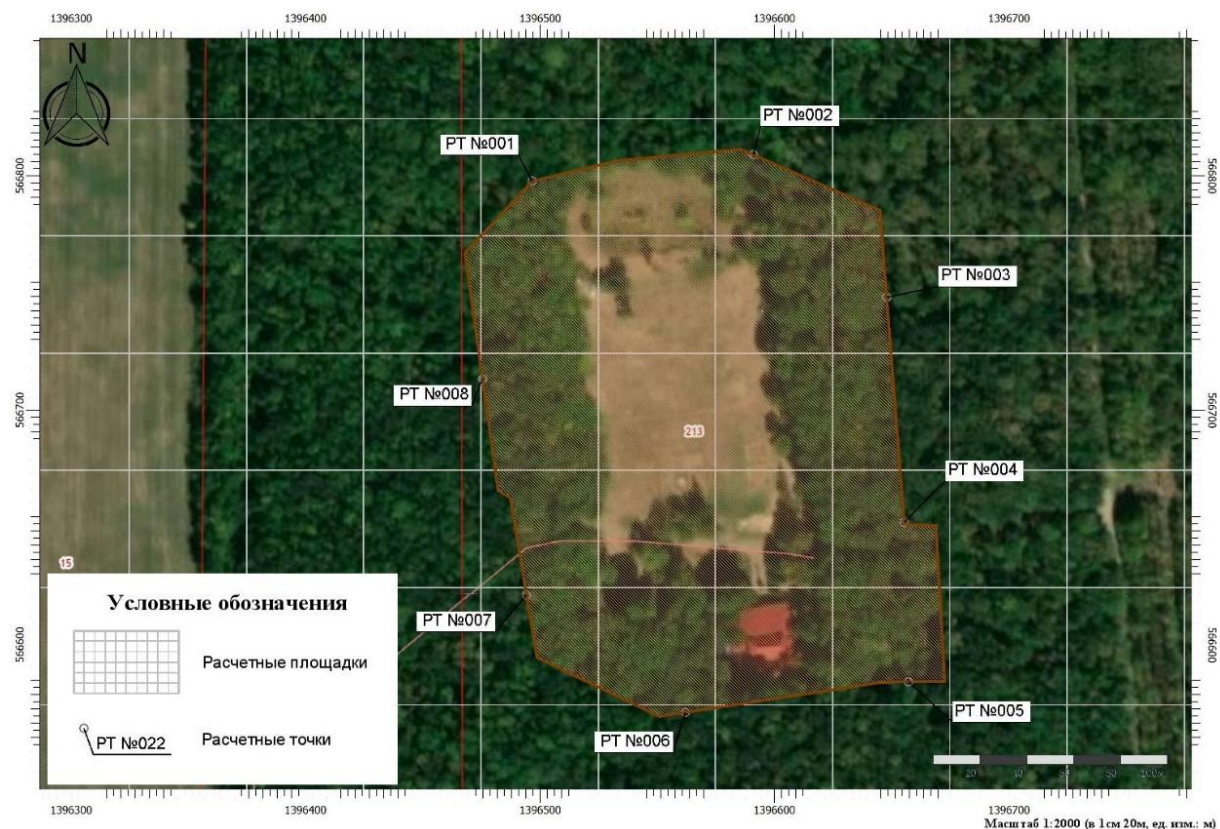 1396300 1396400 1396500 1396600 1396700
N
РТ №002
РТ №001
566800 566800
РТ №003
РТ №008
566700 566700
213
РТ №004
15
Условные обозначения
РТ №007
566600 566600
Расчетные площадки
РТ №005
РТ №022 Расчетные точки
РТ №006
100м
1396300 1396400 1396500 1396600 1396700
Масштаб 1:2000 (в 1см 20м, ед. изм.: м)